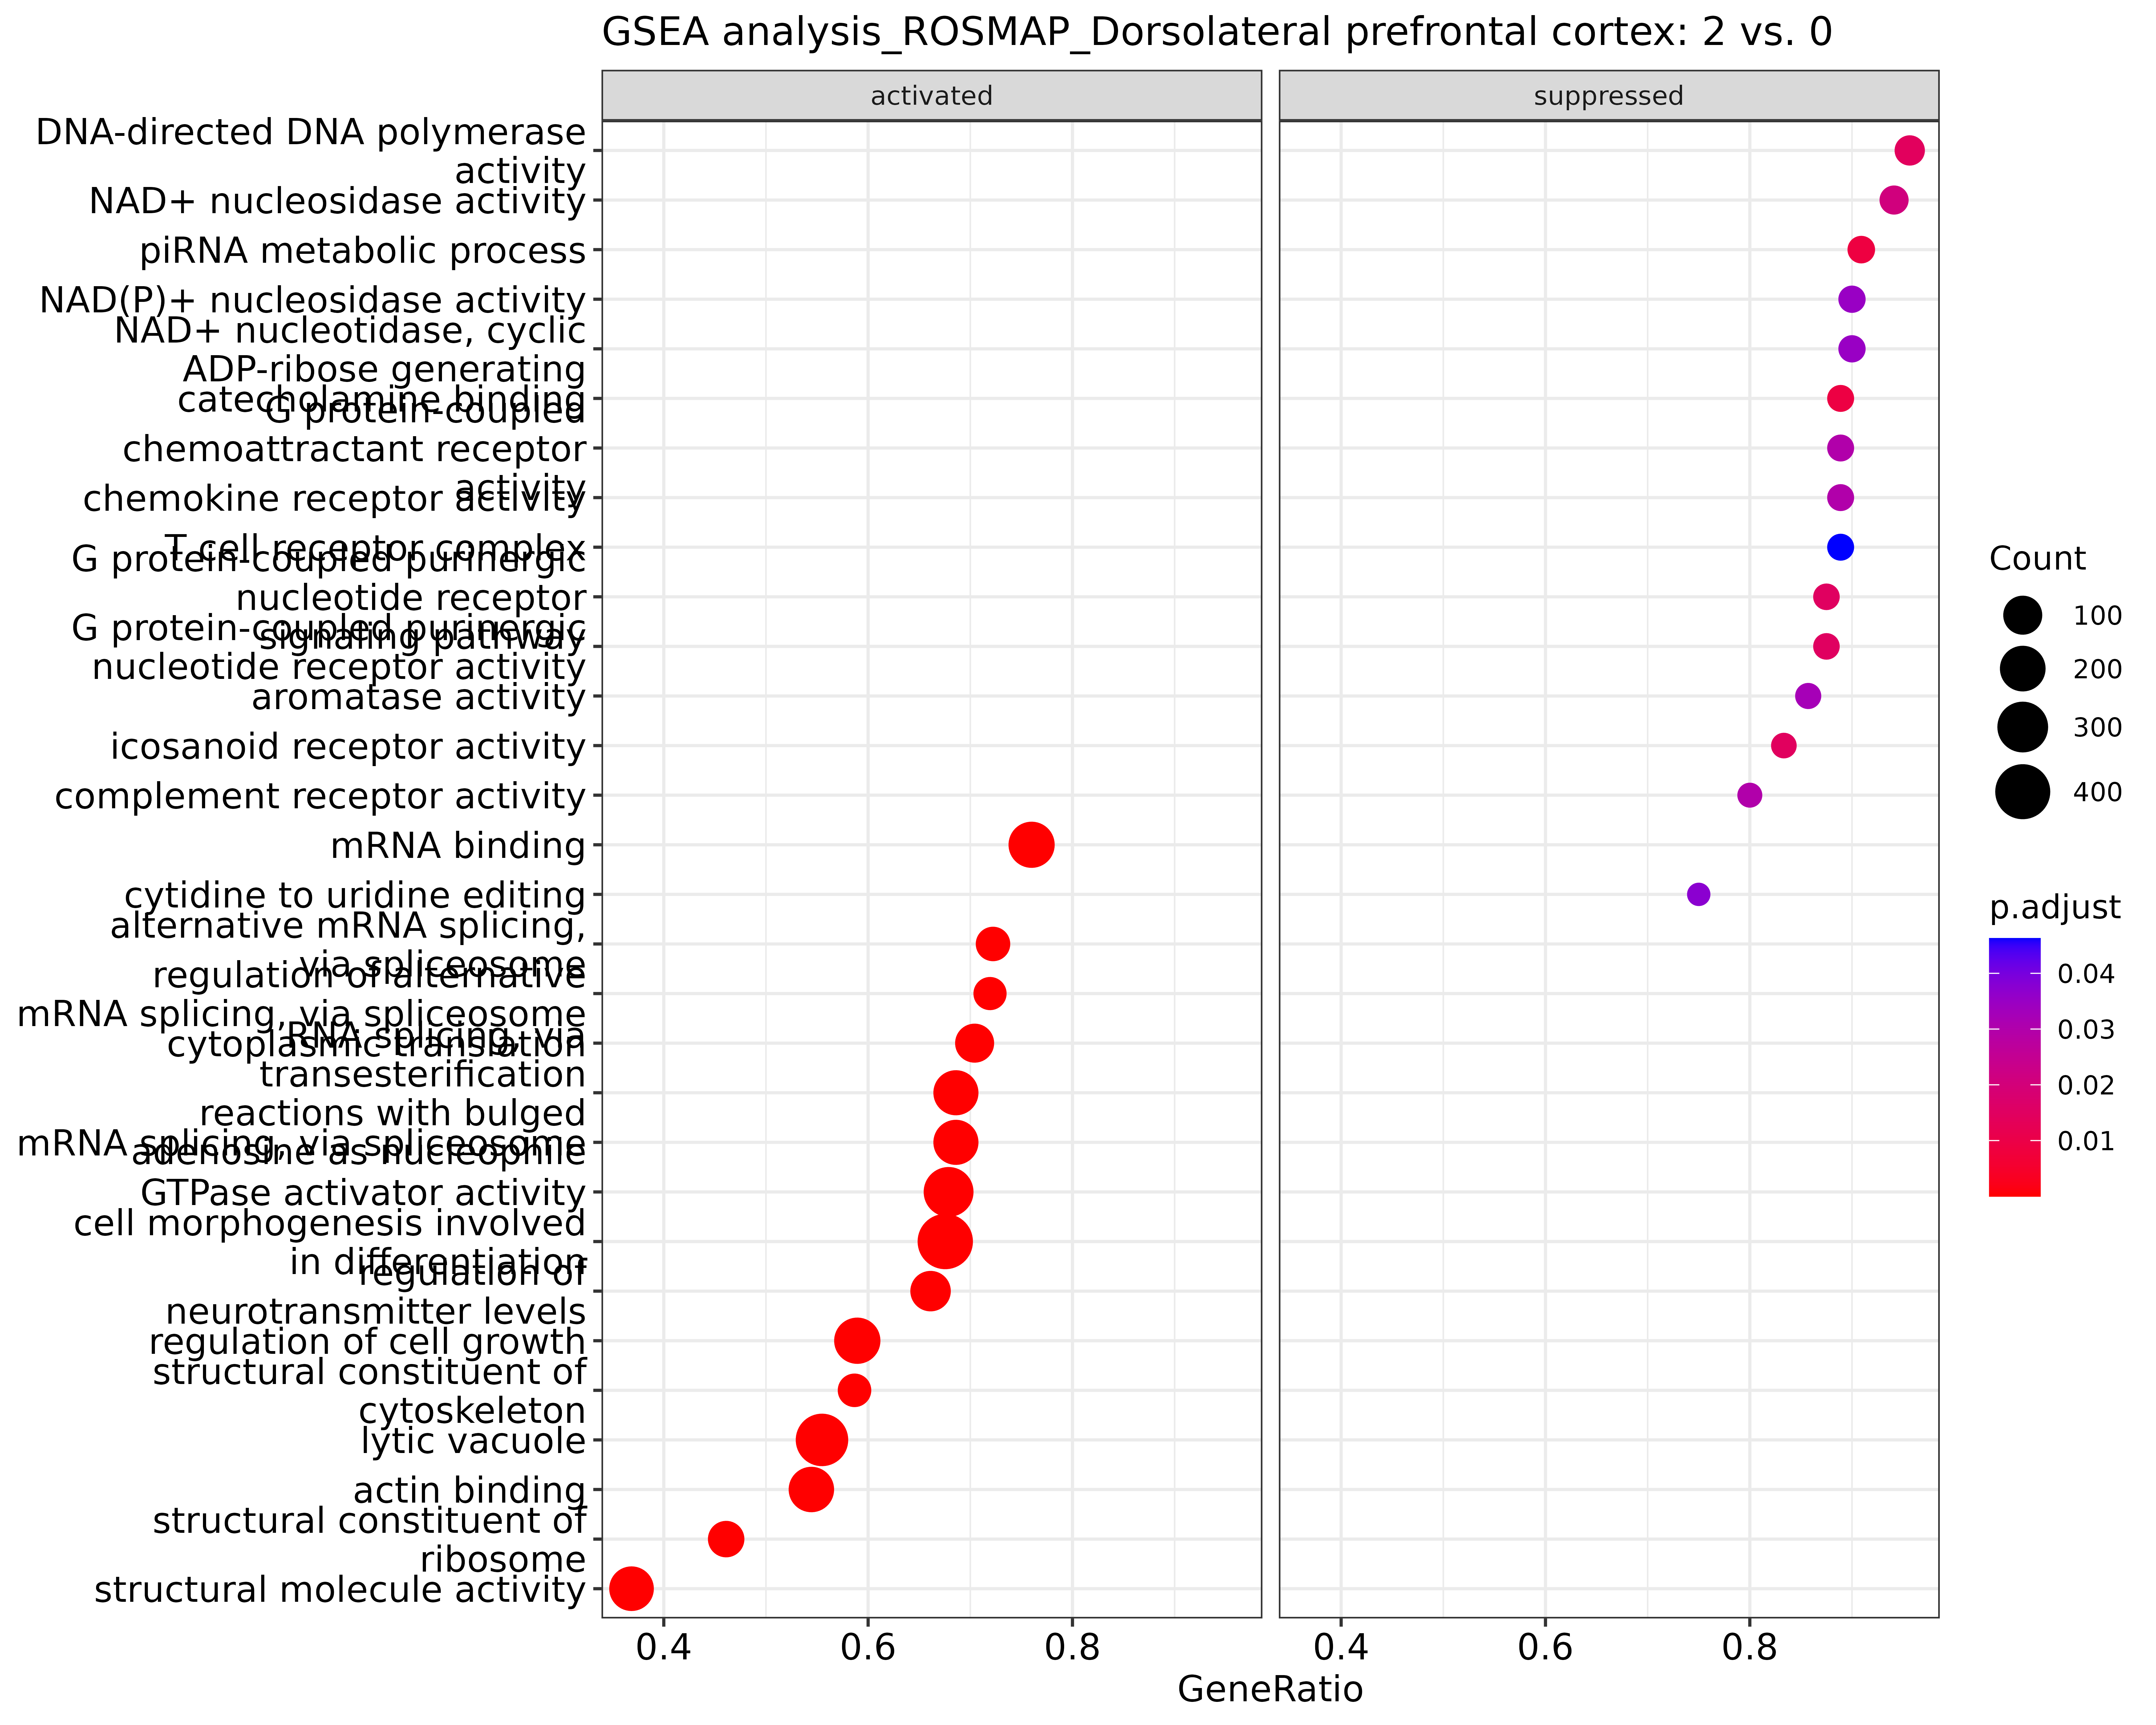 GSEA analysis_ROSMAP_Dorsolateral prefrontal cortex: 2 vs. 0
activated
suppressed
DNA-directed DNA polymerase
activity
NAD+ nucleosidase activity
piRNA metabolic process
NAD(P)+ nucleosidase activity
NAD+ nucleotidase, cyclic
ADP-ribose generating
catecholamine binding
G protein-coupled
chemoattractant receptor
activity
chemokine receptor activity
T cell receptor complex
G protein-coupled purinergic
nucleotide receptor
signaling pathway
G protein-coupled purinergic
nucleotide receptor activity
aromatase activity
icosanoid receptor activity
complement receptor activity
mRNA binding
cytidine to uridine editing
alternative mRNA splicing,
via spliceosome
regulation of alternative
mRNA splicing, via spliceosome
cytoplasmic translation
RNA splicing, via
transesterification
reactions with bulged
adenosine as nucleophile
mRNA splicing, via spliceosome
GTPase activator activity
cell morphogenesis involved
in differentiation
regulation of
neurotransmitter levels
regulation of cell growth
structural constituent of
cytoskeleton
lytic vacuole
actin binding
structural constituent of
ribosome
structural molecule activity
0.4
0.6
0.8
0.4
0.6
0.8
GeneRatio
Count
100
200
300
400
p.adjust
0.04
0.03
0.02
0.01